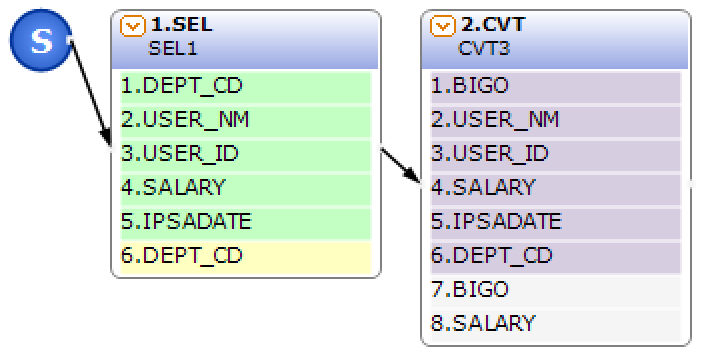 S
1.SEL
SEL1
1.DEPT_CD
2.USER_NM
3.USER_ID
4.SALARY
5.IPSADATE
6.DEPT_CD
2.CVT
CVT3
1.BIGO
2.USER_NM
3.USER_ID
4.SALARY
5.IPSADATE
6.DEPT_CD
7.BIGO
8.SALARY